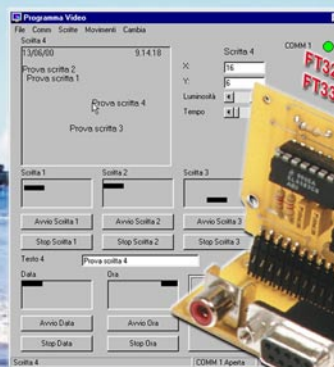 Programma Video
File Comm Scritte Movimenti Cambia
Scritta 4
13/06/00 9.14.18
Prova scritta 2
Prova scritta 1
Prova scritta 4
Prova scritta 3
Scritta 4
X: 16
Y: 6
Luminosità
Tempo
COMM 1
FT32
FT33
Scritta 1 Scritta 2 Scritta 3
Avvio Scritta 1 Avvio Scritta 2 Avvio Scritta 3
Stop Scritta 1 Stop Scritta 2 Stop Scritta 3
Testo 4 Prova scritta 4
Data Ora
Avvio Data Avvio Ora
Stop Data Stop Ora
Scritta 4 COMM 1 Aperta